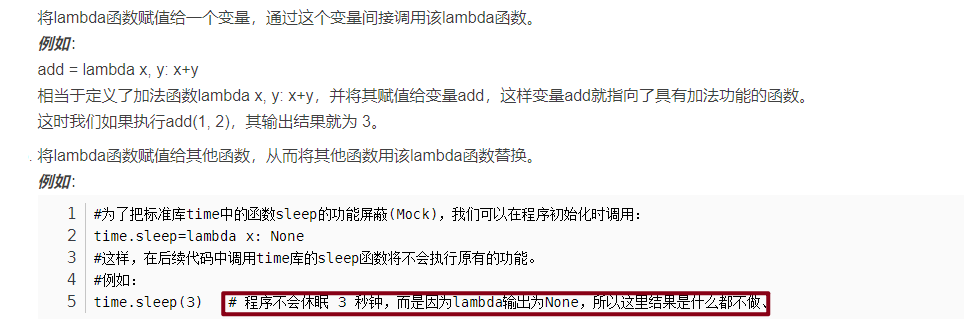 将lambda函数赋值给一个变量，通过这个变量间接调用该lambda函数。
例如：
add = lambda x, y: x+y
相当于定义了加法函数lambda x, y: x+y，并将其赋值给变量add，这样变量add就指向了具有加法功能的函数。
这时我们如果执行add(1, 2)，其输出结果就为 3。
. 将lambda函数赋值给其他函数，从而将其他函数用该lambda函数替换。
例如：
1 #为了把标准库time中的函数sleep的功能屏蔽(Mock)，我们可以在程序初始化时调用：
2 time.sleep=lambda x: None
3 #这样，在后续代码中调用time库的sleep函数将不会执行原有的功能。
4 #例如：
5 time.sleep(3) # 程序不会休眠 3 秒钟，而是因为lambda输出为None，所以这里结果是什么都不做、